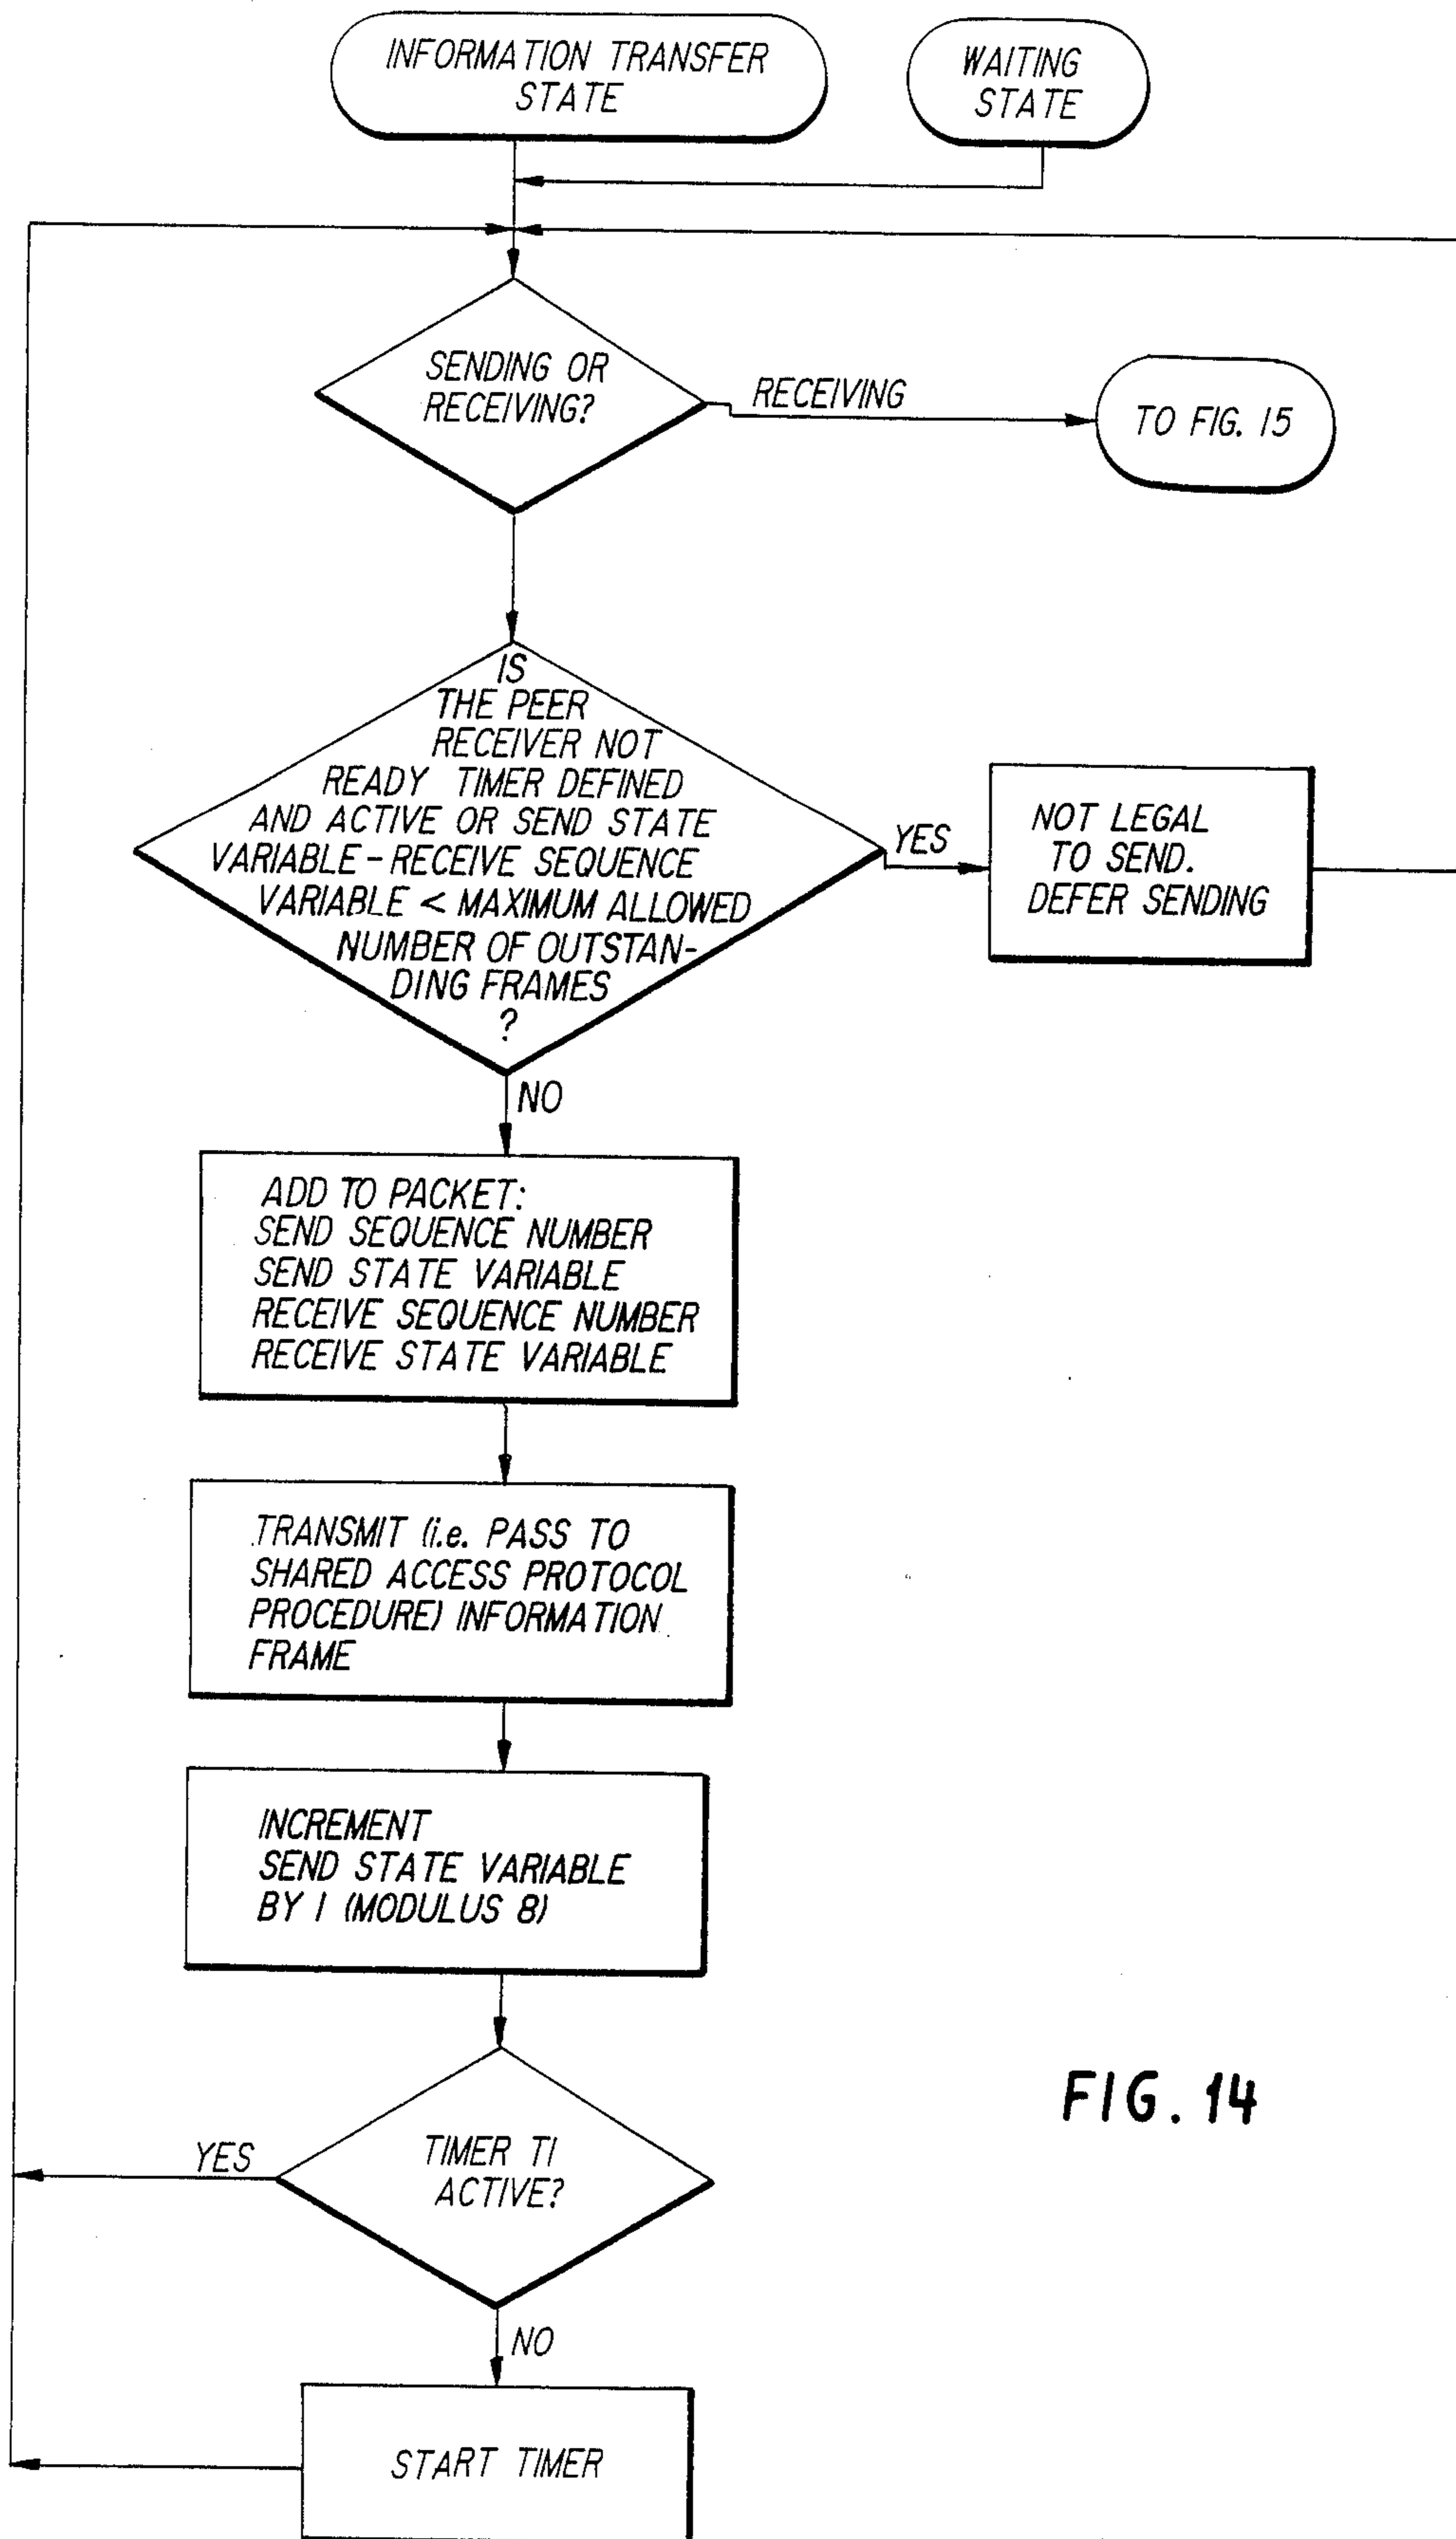 INFORMATION TRANSFER
STATE
WAITING
STATE
SENDING OR
RECEIVING?
RECEIVING
TO FIG. 15
IS
THE PEER
RECEIVER NOT
READY TIMER DEFINED
AND ACTIVE OR SEND STATE
VARIABLE - RECEIVE SEQUENCE
VARIABLE < MAXIMUM ALLOWED
NUMBER OF OUTSTAN-
DING FRAMES
?
YES
NOT LEGAL
TO SEND.
DEFER SENDING
NO
ADD TO PACKET:
SEND SEQUENCE NUMBER
SEND STATE VARIABLE
RECEIVE SEQUENCE NUMBER
RECEIVE STATE VARIABLE
TRANSMIT (i.e. PASS TO
SHARED ACCESS PROTOCOL
PROCEDURE) INFORMATION
FRAME
INCREMENT
SEND STATE VARIABLE
BY 1 (MODULUS 8)
TIMER T1
ACTIVE?
YES
NO
START TIMER
FIG. 14